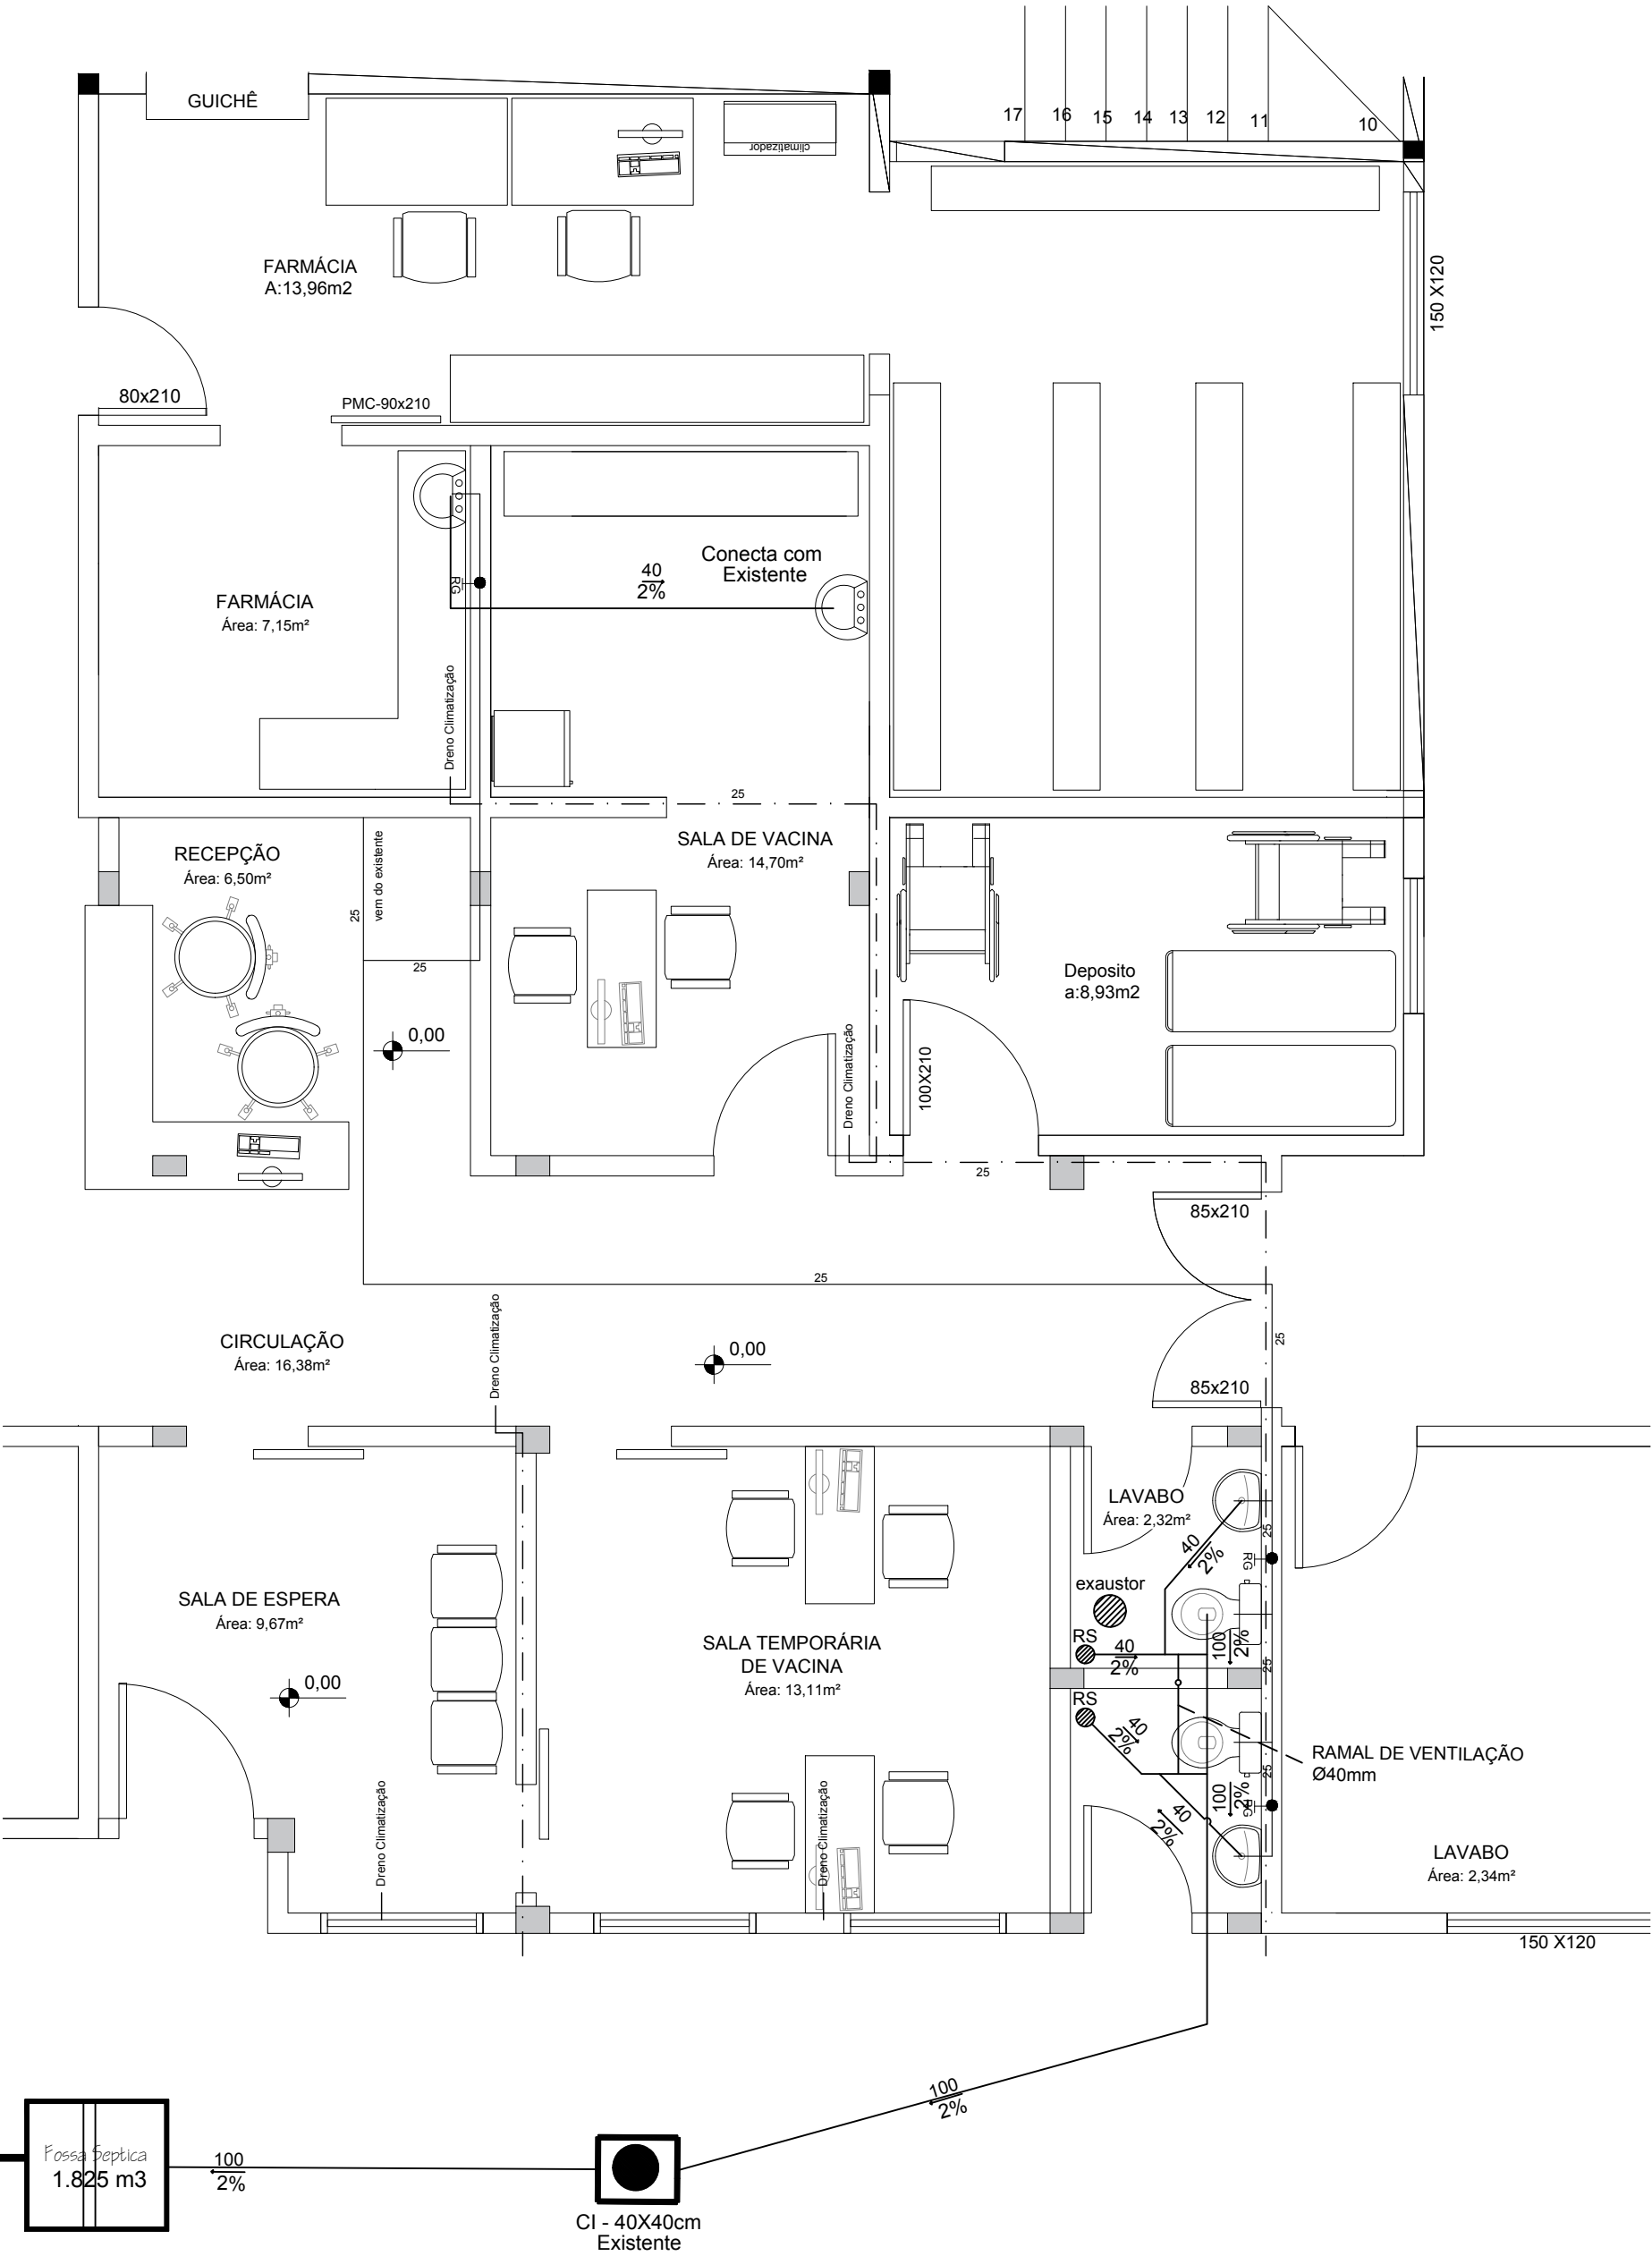 GUICHÊ
climatizador
17
16
15
14
13
12
11
10
FARMÁCIA
A:13,96m2
150 X120
80x210
PMC-90x210
Conecta com
Existente
40
2%
RG
FARMÁCIA
Área: 7,15m²
Dreno Climatização
25
SALA DE VACINA
Área: 14,70m²
RECEPÇÃO
Área: 6,50m²
vem do existente
25
25
Deposito
a:8,93m2
0,00
Dreno Climatização
100X210
25
85x210
25
CIRCULAÇÃO
Área: 16,38m²
Dreno Climatização
0,00
25
85x210
LAVABO
Área: 2,32m²
25
40
2%
RG
exaustor
SALA DE ESPERA
Área: 9,67m²
SALA TEMPORÁRIA
DE VACINA
Área: 13,11m²
RS
40
2%
100
2%
25
0,00
RS
40
2%
RAMAL DE VENTILAÇÃO
Ø40mm
25
100
2%
RG
40
2%
Dreno Climatização
Dreno Climatização
LAVABO
Área: 2,34m²
150 X120
100
2%
Fossa Septica
1.825 m3
100
2%
CI - 40X40cm
Existente